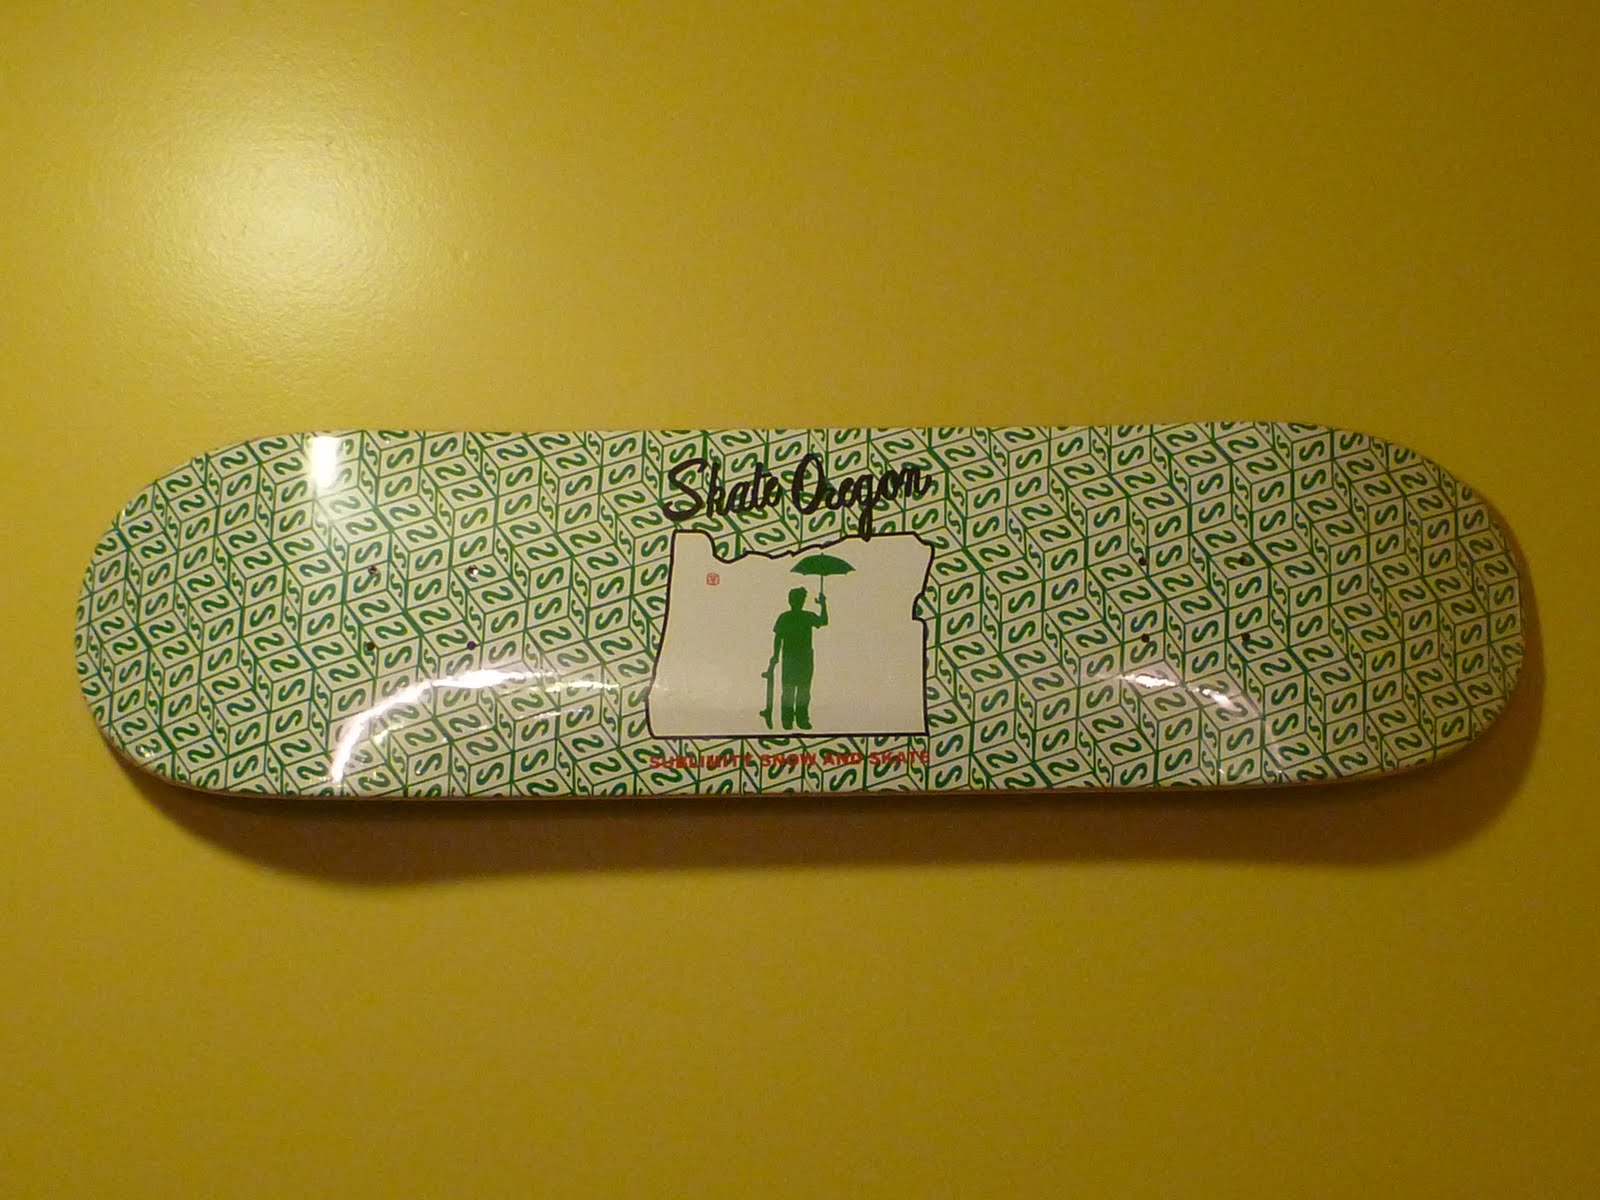 Skate Oregon
SUBLIMITY SNOW AND SKATE